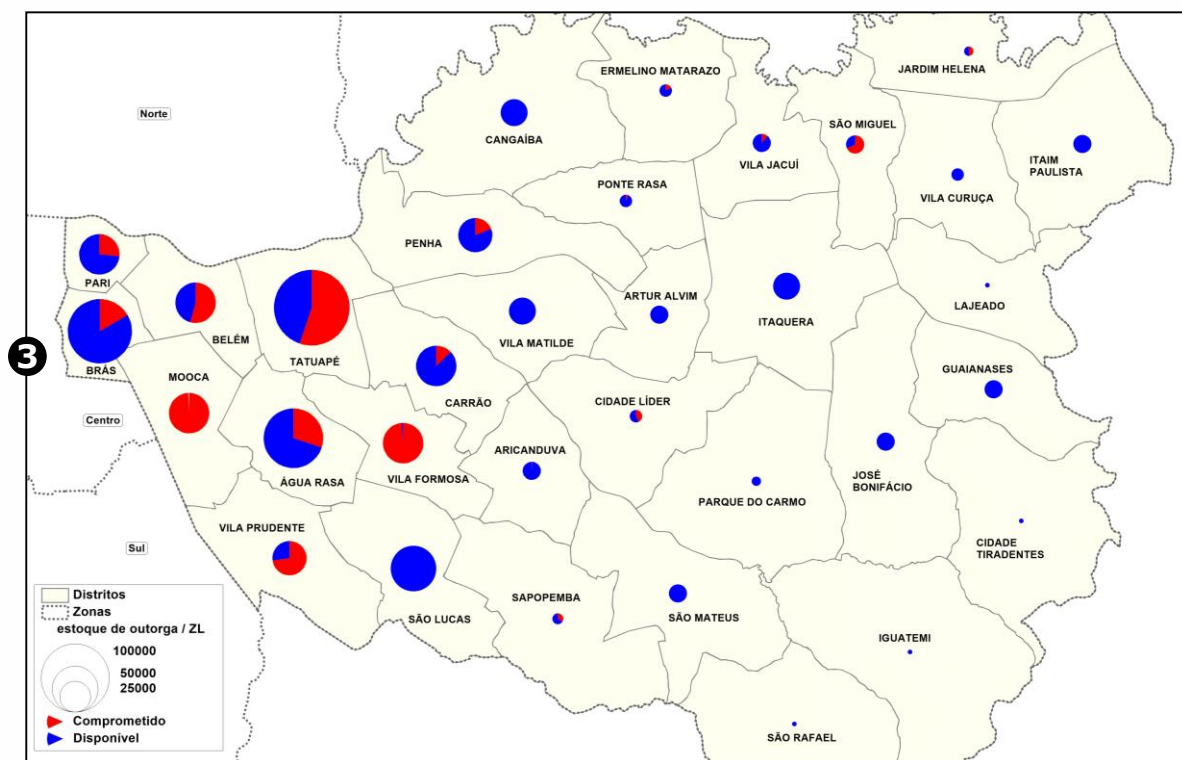 JARDIM HELENA
ERMELINO MATARAZO
Norte
SÃO MIGUEL
CANGAÍBA
VILA JACUÍ
ITAIM
PAULISTA
PONTE RASA
VILA CURUÇA
PENHA
PARI
LAJEADO
ARTUR ALVIM
ITAQUERA
VILA MATILDE
BELÉM
TATUAPÉ
3
BRÁS
GUAIANASES
MOOCA
CARRÃO
CIDADE LÍDER
Centro
ARICANDUVA
JOSÉ
BONIFÁCIO
ÁGUA RASA
VILA FORMOSA
PARQUE DO CARMO
VILA PRUDENTE
CIDADE
TIRADENTES
Sul
SAPOPEMBA
SÃO LUCAS
SÃO MATEUS
IGUATEMI
SÃO RAFAEL
Distritos
Zonas
estoque de outorga / ZL
100000
50000
25000
Comprometido
Disponível